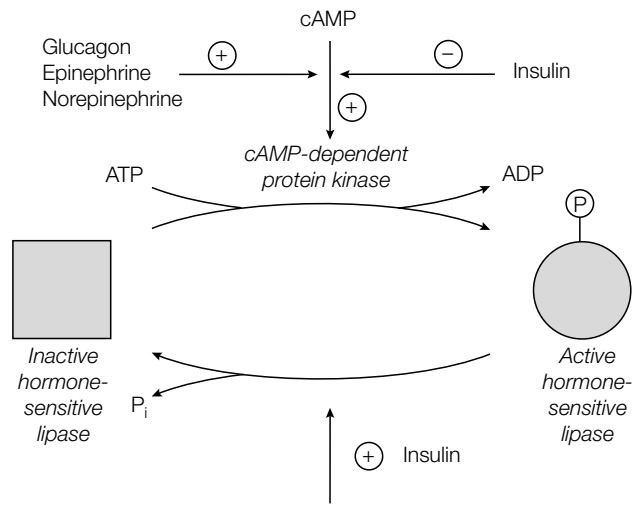 cAMP
Glucagon
Epinephrine
Norepinephrine
+
−
Insulin
+
cAMP-dependent
protein kinase
ATP
ADP
P
Inactive
hormone-
sensitive
lipase
Active
hormone-
sensitive
lipase
Pi
+ Insulin